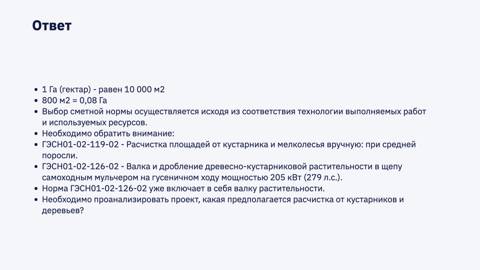 Ответ
• 1 Га (гектар) - равен 10 000 м2
• 800 м2 = 0,08 Га
• Выбор сметной нормы осуществляется исходя из соответствия технологии выполняемых работ
и используемых ресурсов.
• Необходимо обратить внимание:
• ГЭСН01-02-119-02 - Расчистка площадей от кустарника и мелколесья вручную: при средней
поросли.
• ГЭСН01-02-126-02 - Валка и дробление древесно-кустарниковой растительности в щепу
самоходным мульчером на гусеничном ходу мощностью 205 кВт (279 л.с.).
• Норма ГЭСН01-02-126-02 уже включает в себя валку растительности.
• Необходимо проанализировать проект, какая предполагается расчистка от кустарников и
деревьев?